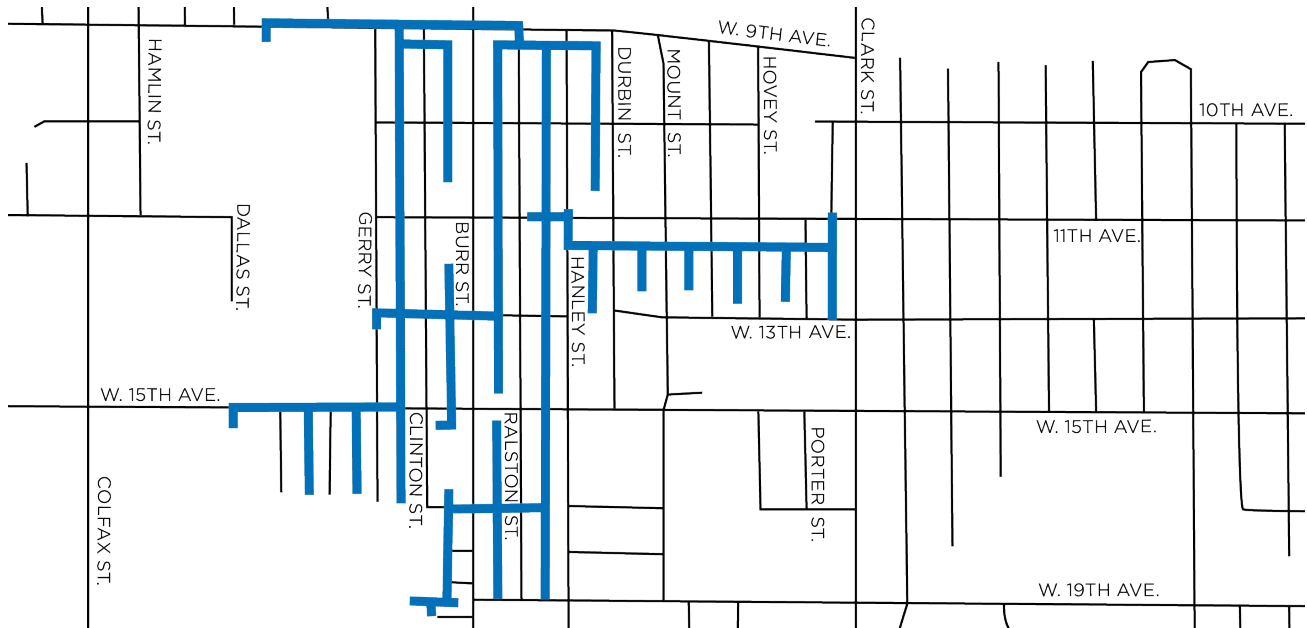 W. 9TH AVE.
CLARK ST.
HAMLIN ST.
DURBIN ST.
MOUNT ST.
HOVEY ST.
10TH AVE.
DALLAS ST.
GERRY ST.
BURR ST.
11TH AVE.
HANLEY ST.
W. 13TH AVE.
W. 15TH AVE.
CLINTON ST.
RALSTON ST.
PORTER ST.
W. 15TH AVE.
COLFAX ST.
W. 19TH AVE.